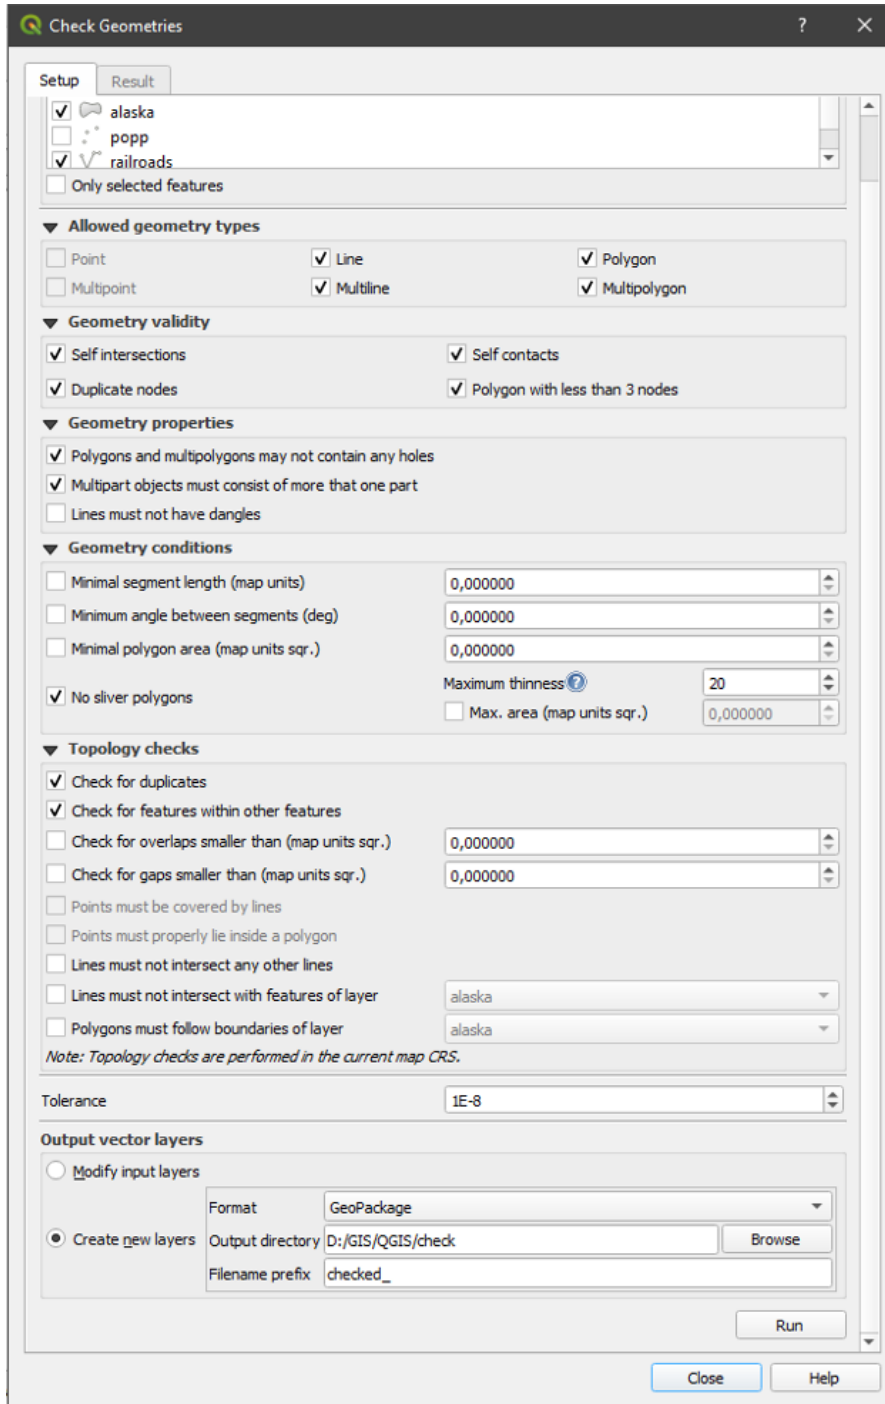 Check Geometries ? ×
Setup Result
alaska
popp
railroads
Only selected features
Allowed geometry types
Point Line Polygon
Multipoint Multiline Multipolygon
Geometry validity
Self intersections Self contacts
Duplicate nodes Polygon with less than 3 nodes
Geometry properties
Polygons and multipolygons may not contain any holes
Multipart objects must consist of more that one part
Lines must not have dangles
Geometry conditions
Minimal segment length (map units) 0,000000
Minimum angle between segments (deg) 0,000000
Minimal polygon area (map units sqr.) 0,000000
Maximum thinness ? 20
No sliver polygons
Max. area (map units sqr.) 0,000000
Topology checks
Check for duplicates
Check for features within other features
Check for overlaps smaller than (map units sqr.) 0,000000
Check for gaps smaller than (map units sqr.) 0,000000
Points must be covered by lines
Points must properly lie inside a polygon
Lines must not intersect any other lines
Lines must not intersect with features of layer alaska
Polygons must follow boundaries of layer alaska
Note: Topology checks are performed in the current map CRS.
Tolerance 1E-8
Output vector layers
Modify input layers
Format GeoPackage
Create new layers Output directory D:/GIS/QGIS/check Browse
Filename prefix checked_
Run
Close Help